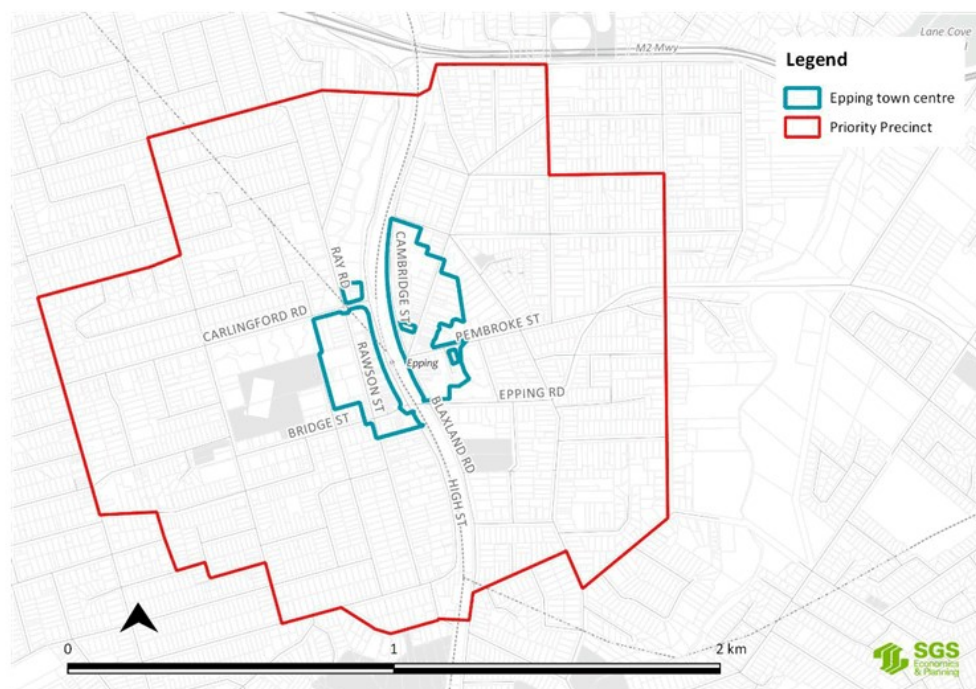 M2 Mwy
Lane Cove
Legend
Epping town centre
Priority Precinct
RAY RD
CAMBRIDGE ST
CARLINGFORD RD
PEMBROKE ST
Epping
RAWSON ST
EPPING RD
BRIDGE ST
BLAXLAND RD
HIGH ST
0
1
2 km
SGS
Economics
& Planning